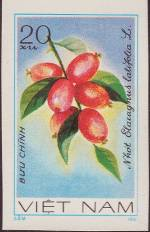 20
xu
BƯU CHÍNH
Nhót Elaeagnus latifolia L.
VIỆT NAM